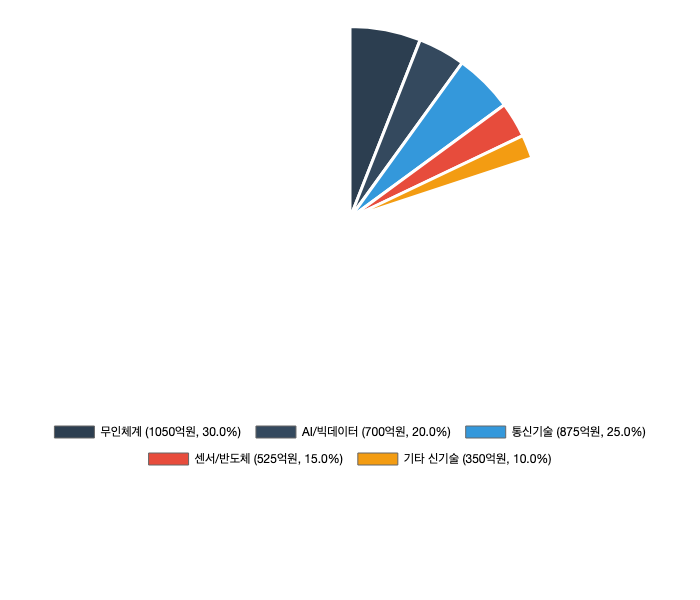 무인체계 (1050억원, 30.0%) AI/빅데이터 (700억원, 20.0%) 통신기술 (875억원, 25.0%)
센서/반도체 (525억원, 15.0%) 기타 신기술 (350억원, 10.0%)